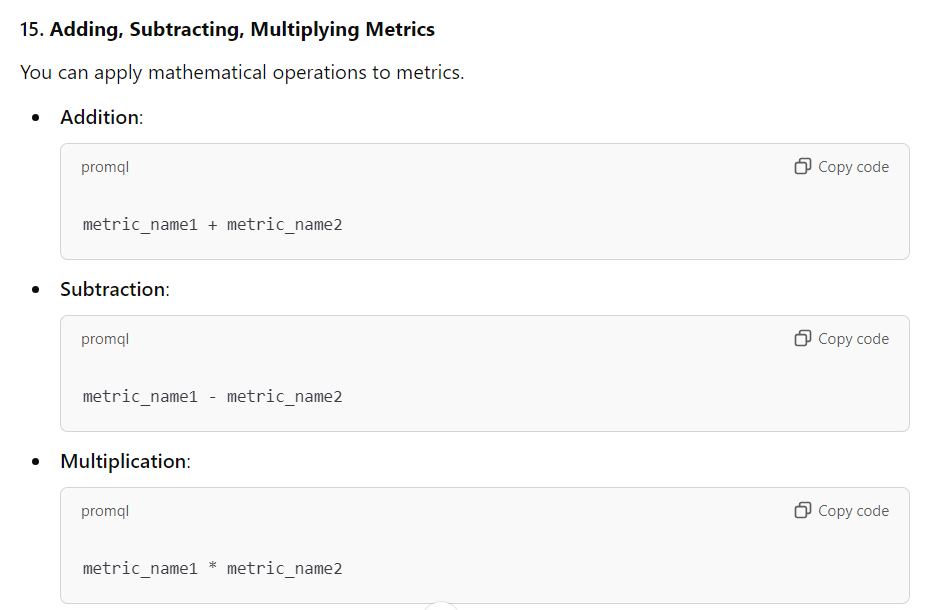 15. Adding, Subtracting, Multiplying Metrics
You can apply mathematical operations to metrics.
• Addition:
promql Copy code
metric_name1 + metric_name2
• Subtraction:
promql Copy code
metric_name1 - metric_name2
• Multiplication:
promql Copy code
metric_name1 * metric_name2